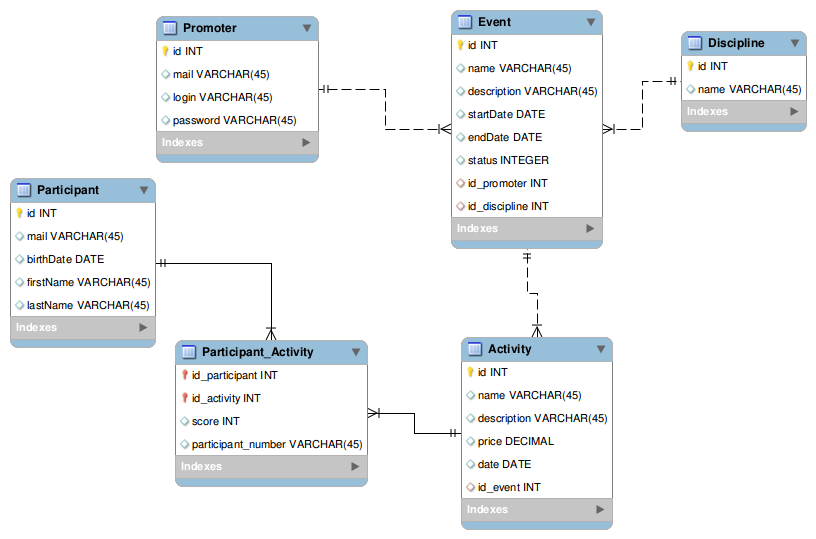 Promoter
id INT
mail VARCHAR(45)
login VARCHAR(45)
password VARCHAR(45)
Indexes
Event
id INT
name VARCHAR(45)
description VARCHAR(45)
startDate DATE
endDate DATE
status INTEGER
id_promoter INT
id_discipline INT
Indexes
Discipline
id INT
name VARCHAR(45)
Indexes
Participant
id INT
mail VARCHAR(45)
birthDate DATE
firstName VARCHAR(45)
lastName VARCHAR(45)
Indexes
Participant_Activity
id_participant INT
id_activity INT
score INT
participant_number VARCHAR(45)
Indexes
Activity
id INT
name VARCHAR(45)
description VARCHAR(45)
price DECIMAL
date DATE
id_event INT
Indexes